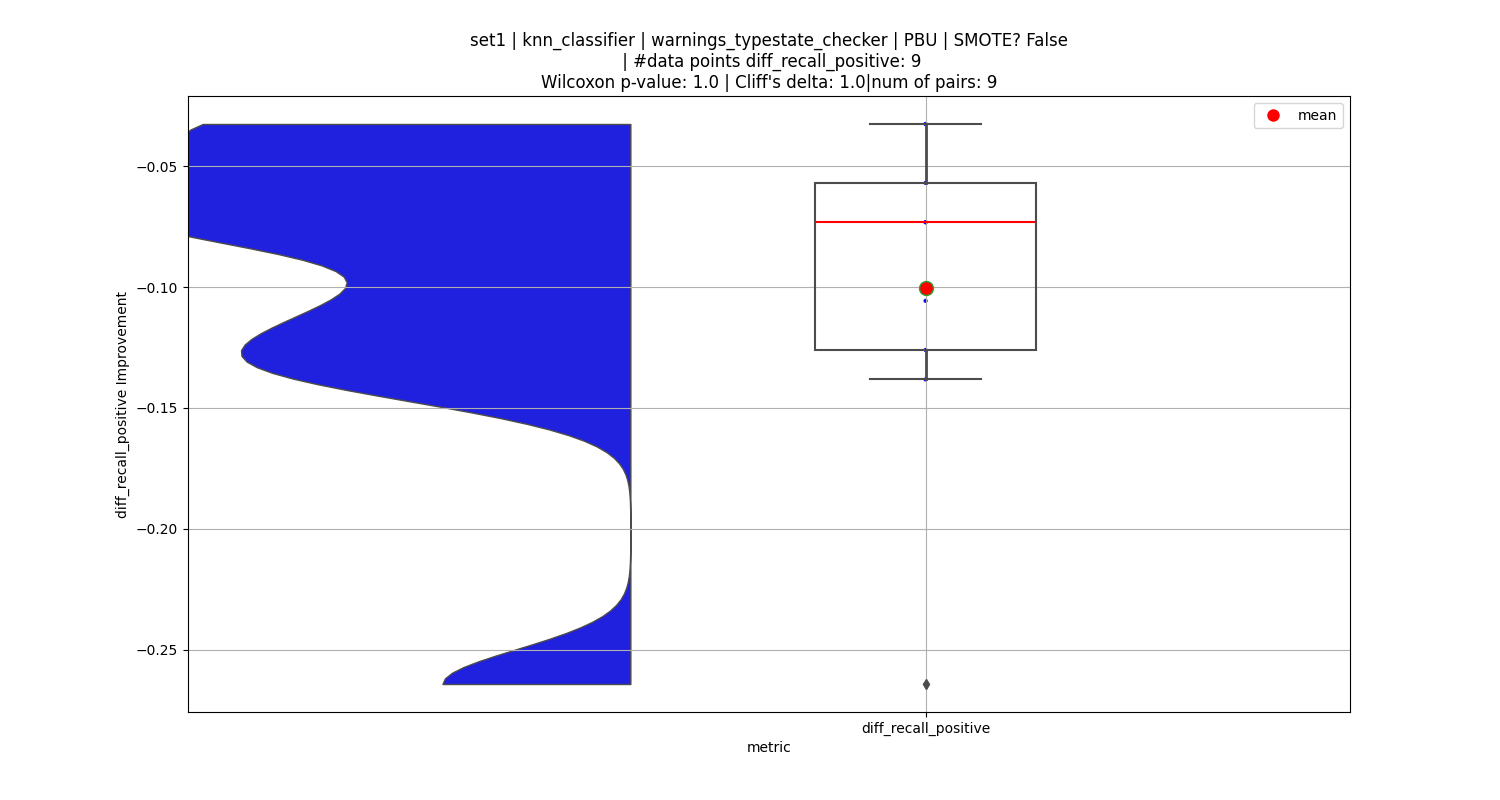 set1 | knn_classifier | warnings_typestate_checker | PBU | SMOTE? False
| #data points diff_recall_positive: 9
Wilcoxon p-value: 1.0 | Cliff's delta: 1.0|num of pairs: 9
mean
−0.05
−0.10
−0.15
−0.20
−0.25
diff_recall_positive Improvement
diff_recall_positive
metric